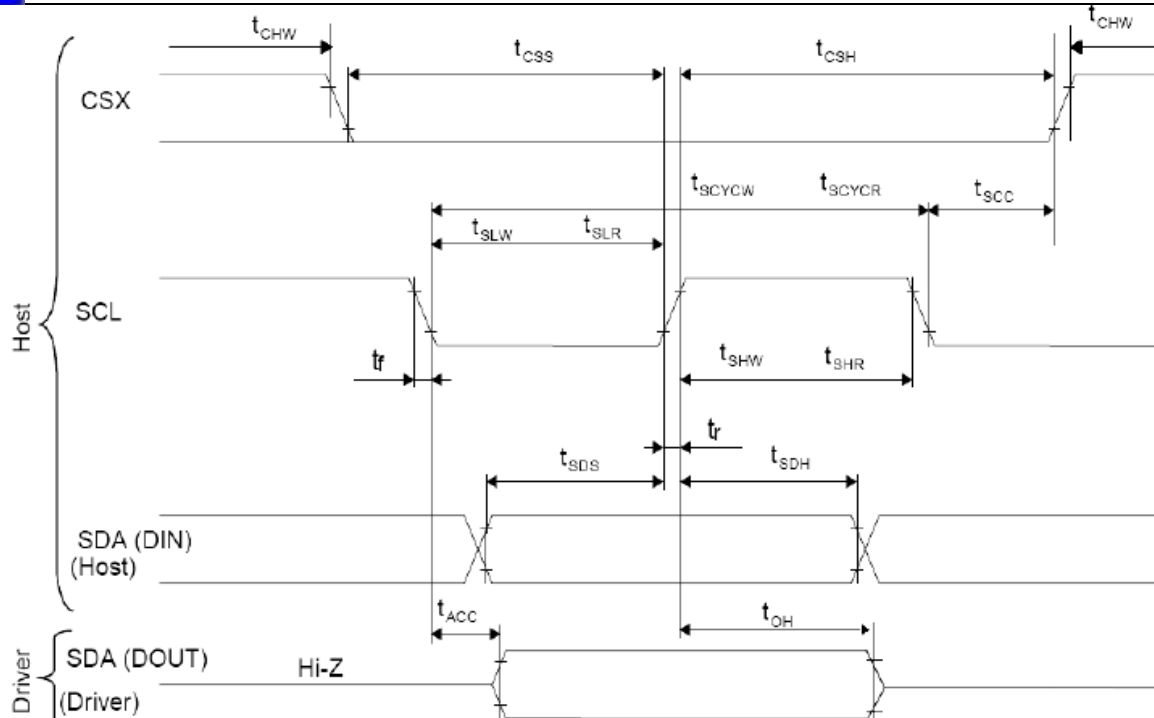 tCHW
tCHW
tCSS
tCSH
CSX
tSCYCW
tSCYCR
tSCC
tSLW
tSLR
Host
SCL
tf
tSHW
tSHR
tr
tSDS
tSDH
SDA (DIN)
(Host)
tACC
tOH
Driver
SDA (DOUT)
Hi-Z
(Driver)